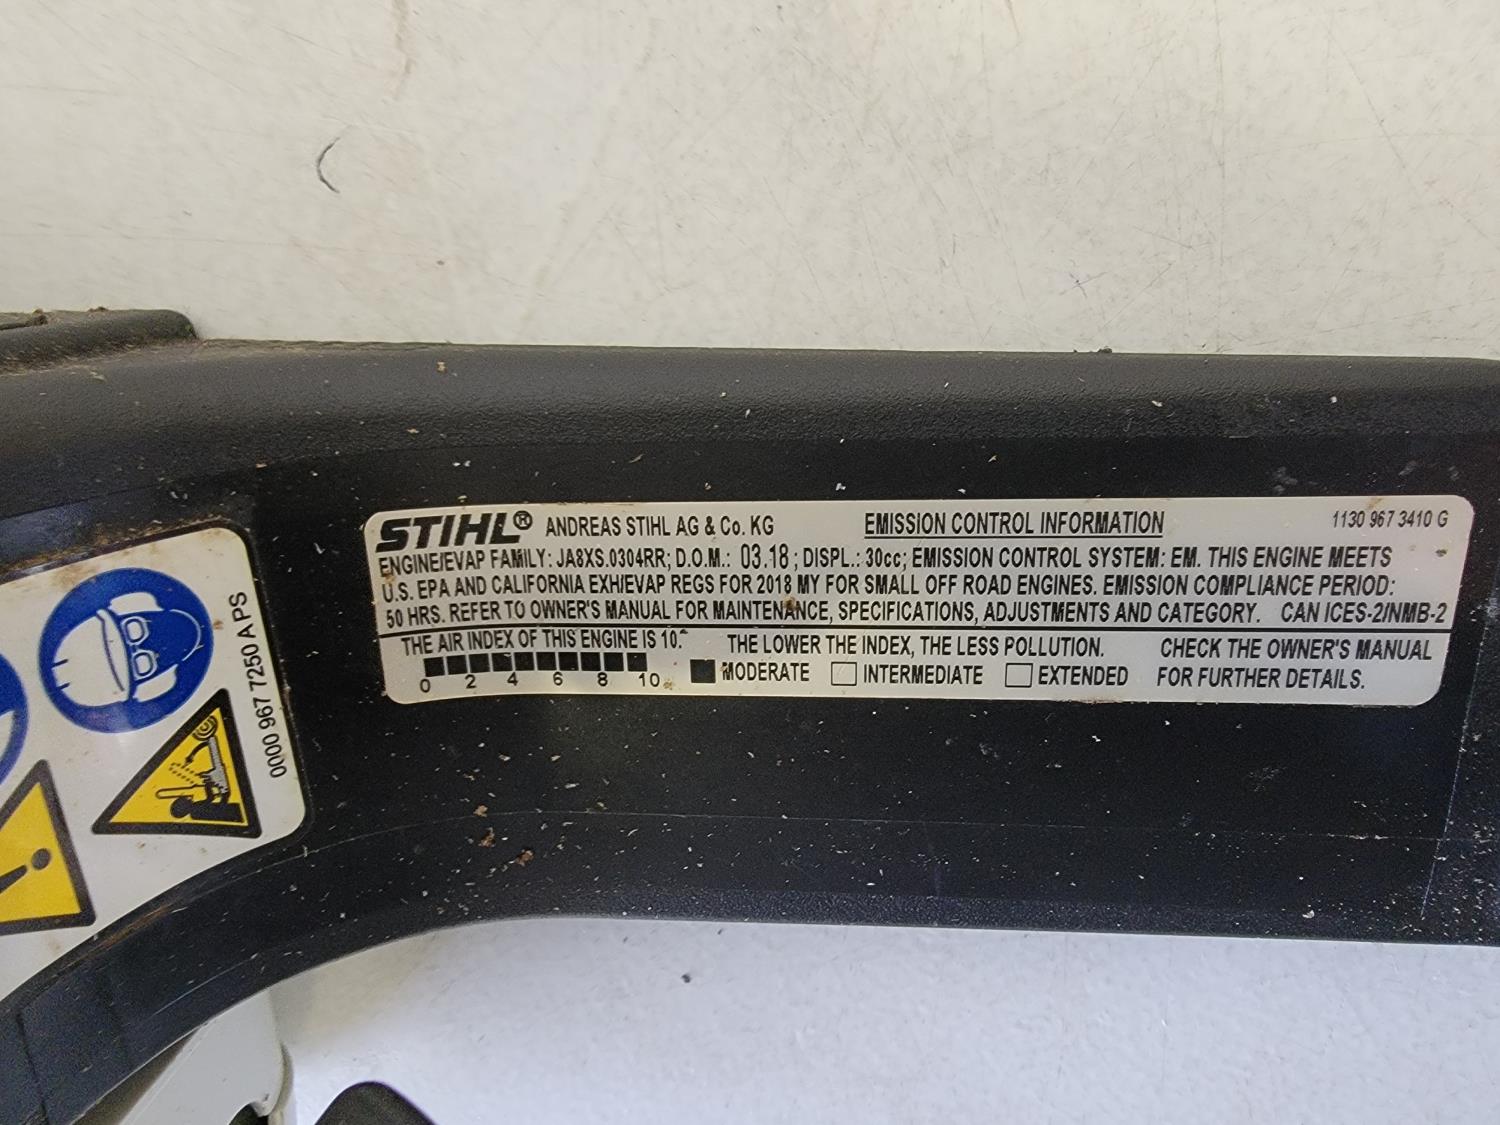 STIHL® ANDREAS STIHL AG & Co. KG EMISSION CONTROL INFORMATION 1130 967 3410 G
ENGINE/EVAP FAMILY: JA8XS.0304RR; D.O.M.: 03.18; DISPL.: 30cc; EMISSION CONTROL SYSTEM: EM. THIS ENGINE MEETS
U.S. EPA AND CALIFORNIA EXH/EVAP REGS FOR 2018 MY FOR SMALL OFF ROAD ENGINES. EMISSION COMPLIANCE PERIOD:
50 HRS. REFER TO OWNER'S MANUAL FOR MAINTENANCE, SPECIFICATIONS, ADJUSTMENTS AND CATEGORY. CAN ICES-2/NMB-2
THE AIR INDEX OF THIS ENGINE IS 10. THE LOWER THE INDEX, THE LESS POLLUTION. CHECK THE OWNER'S MANUAL
0 2 4 6 8 10 MODERATE INTERMEDIATE EXTENDED FOR FURTHER DETAILS.
0000 967 7250 A PS